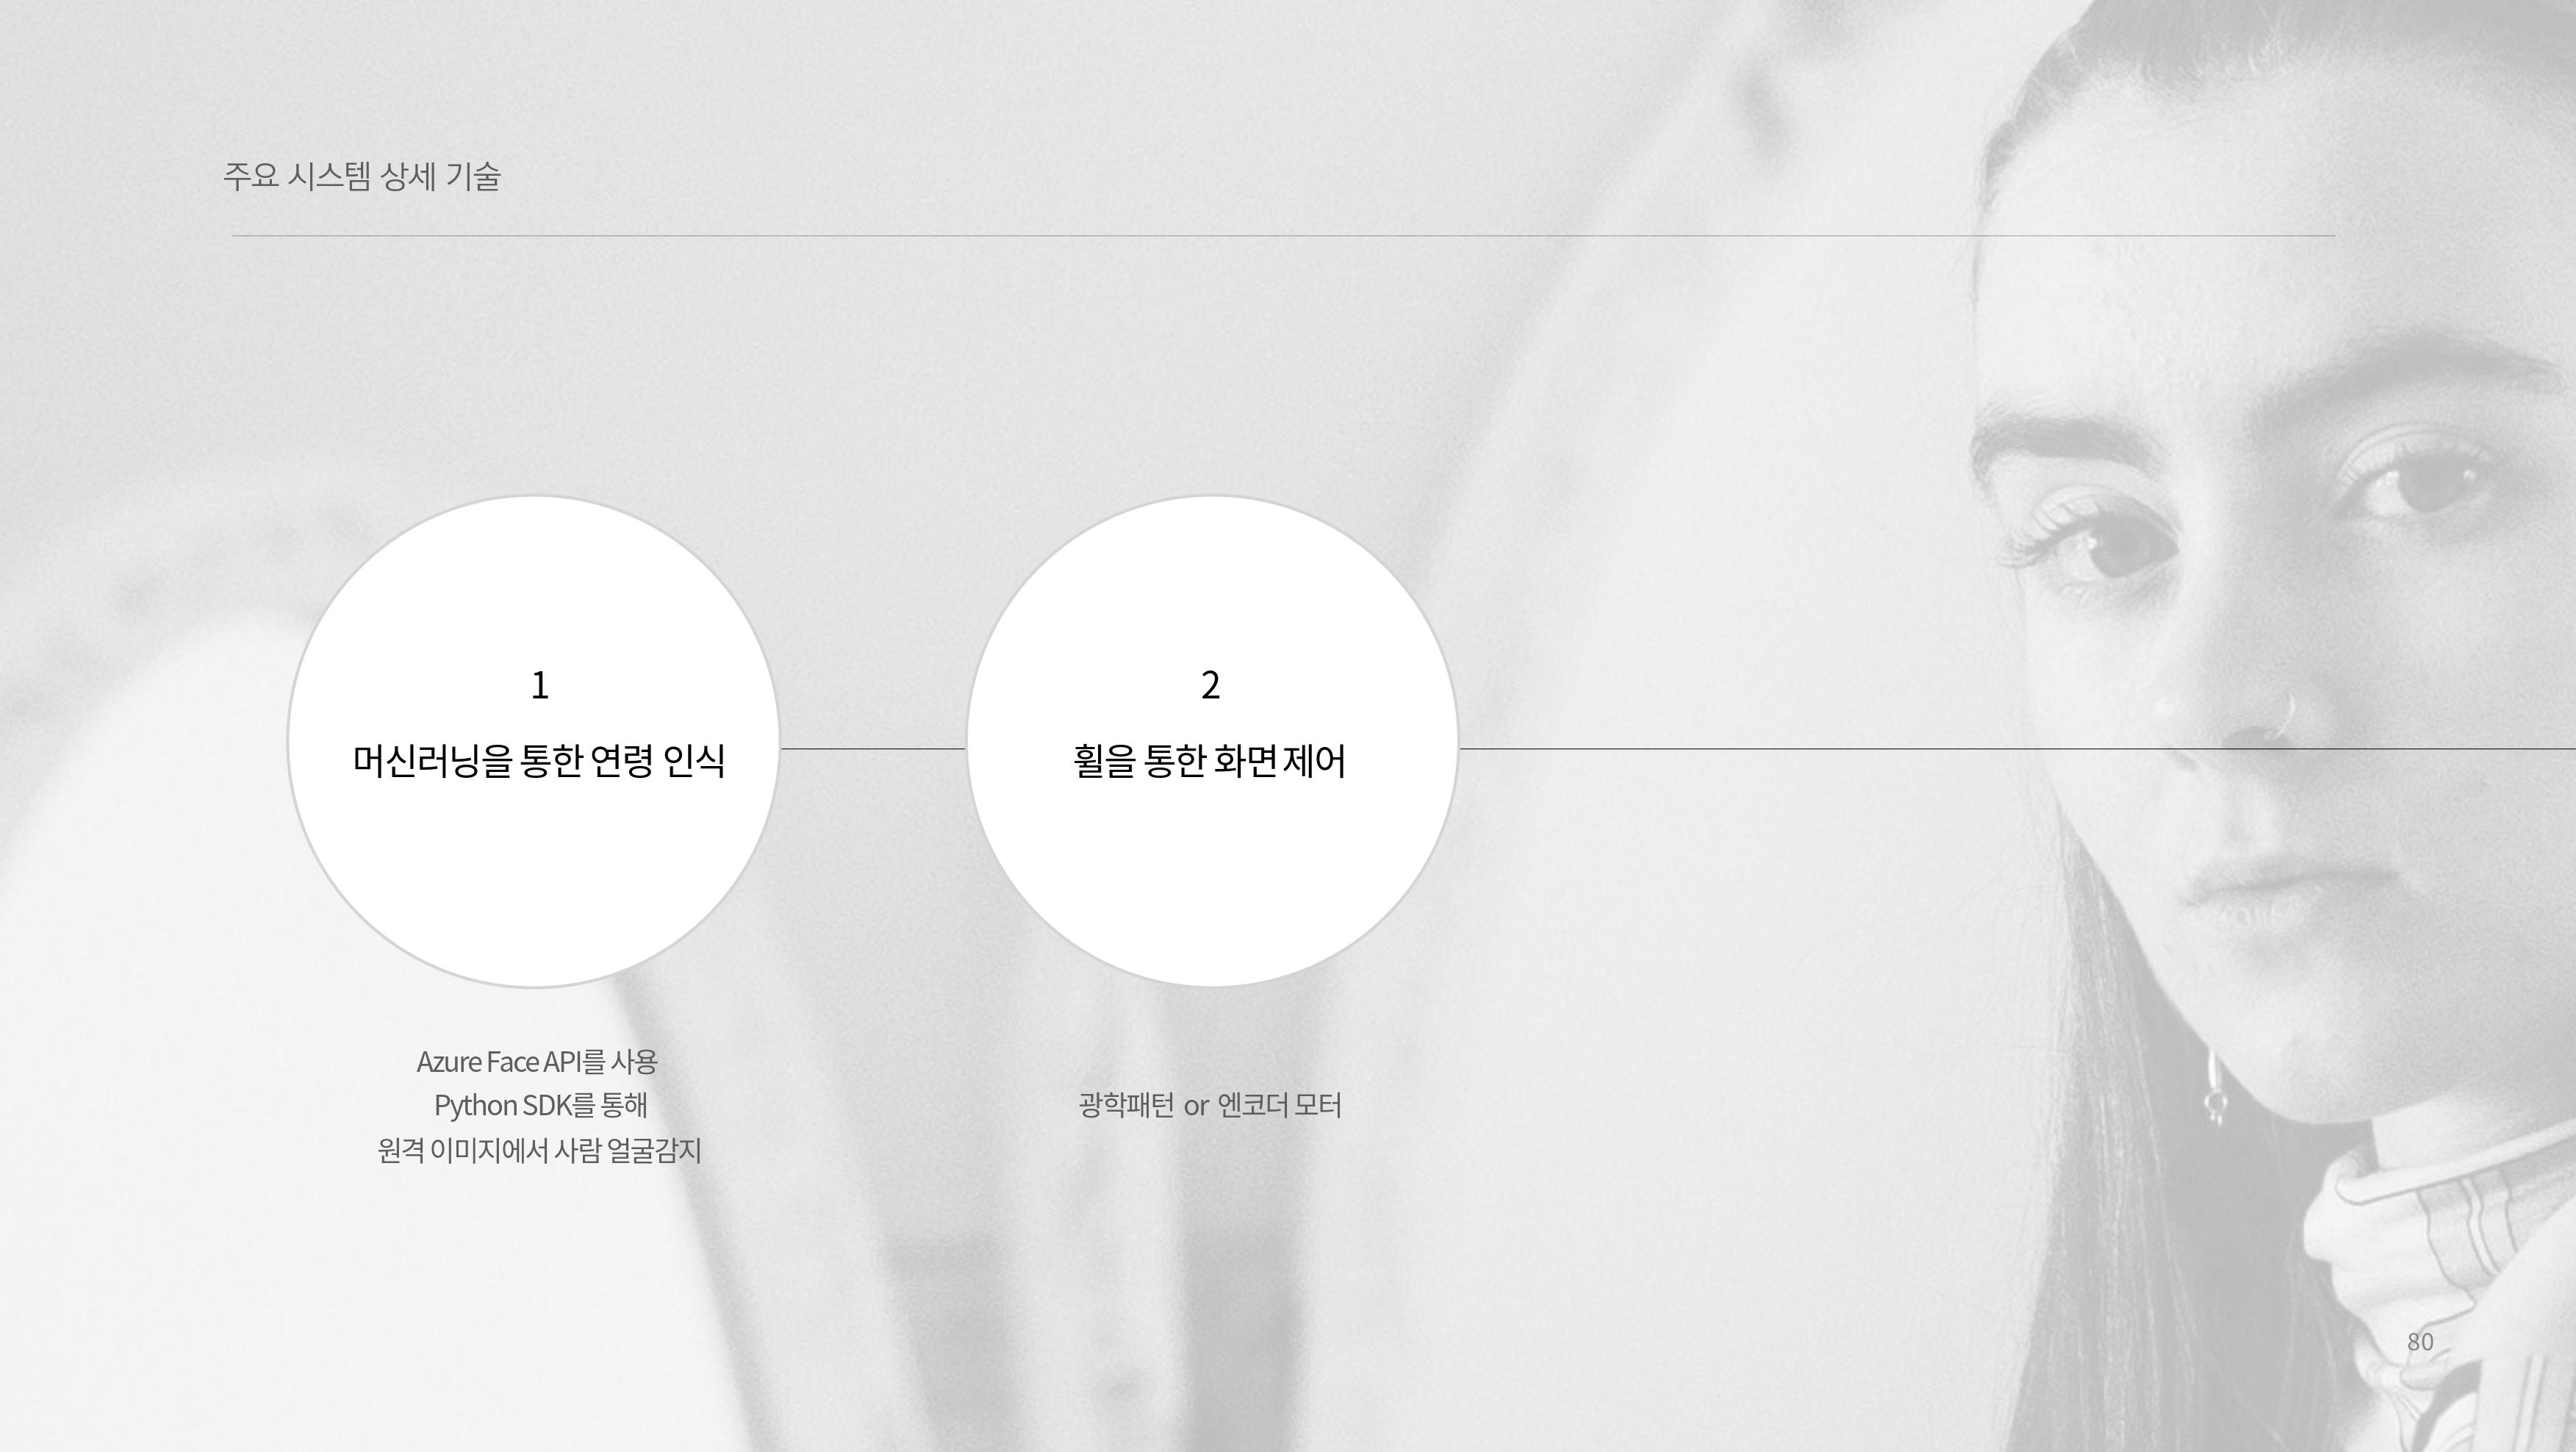 주요 시스템 상세 기술
1
머신러닝을 통한 연령 인식
Azure Face API를 사용
Python SDK를 통해
원격 이미지에서 사람 얼굴감지
2
휠을 통한 화면 제어
광학패턴 or 엔코더 모터
80